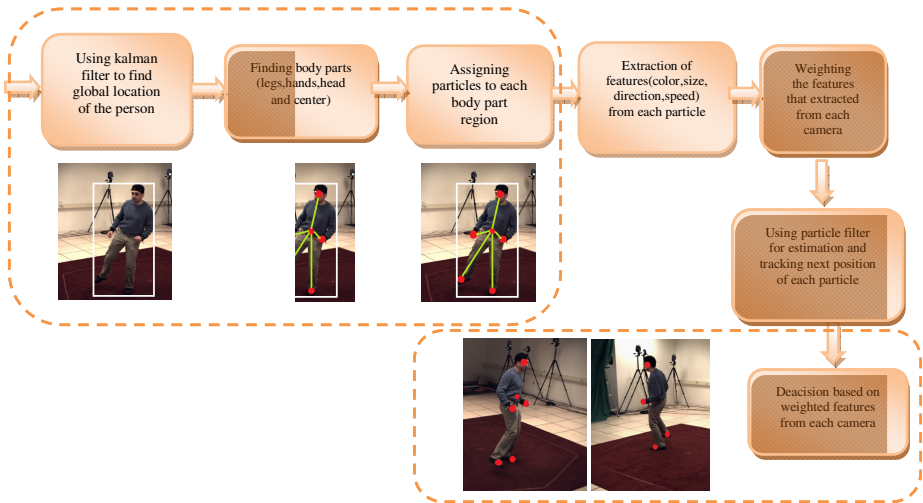 Using kalman
filter to find
global location
of the person
Finding body parts
(legs,hands,head
and center)
Assigning
particles to each
body part
region
Extraction of
features(color,size,
direction,speed)
from each particle
Weighting
the features
that extracted
from each
camera
Using particle filter
for estimation and
tracking next position
of each particle
Deacision based on
weighted features
from each camera